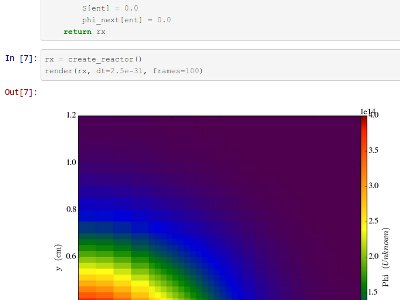 S[ent] = 0.0
phi_next[ent] = 0.0
return rx
In [7]:
rx = create_reactor()
render(rx, dt=2.5e-31, frames=100)
Out[7]:
1.2
1.0
0.8
0.6
y (cm)
4.0
3.5
3.0
2.5
2.0
1.5
Phi (Unknown)